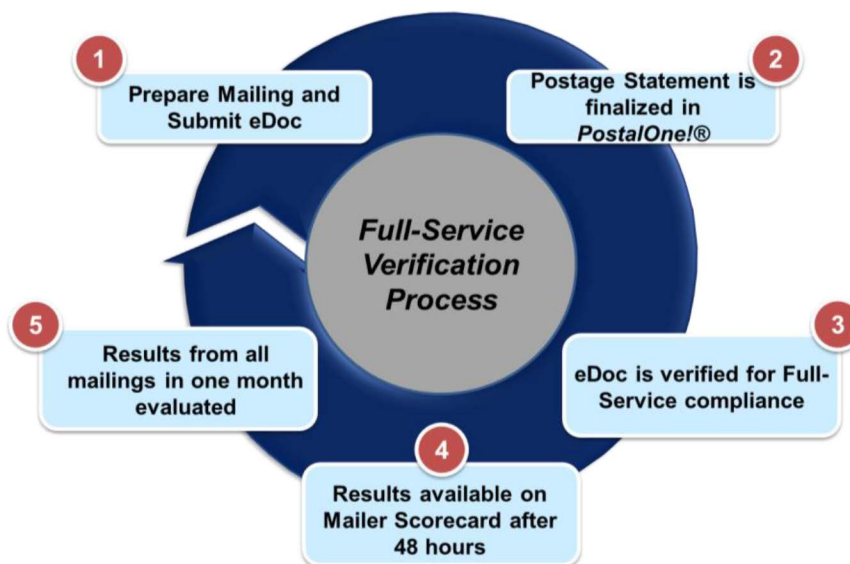 1
Prepare Mailing and
Submit eDoc
2
Postage Statement is
finalized in
PostalOne!®
Full-Service
Verification
Process
3
eDoc is verified for Full-
Service compliance
4
Results available on
Mailer Scorecard after
48 hours
5
Results from all
mailings in one month
evaluated